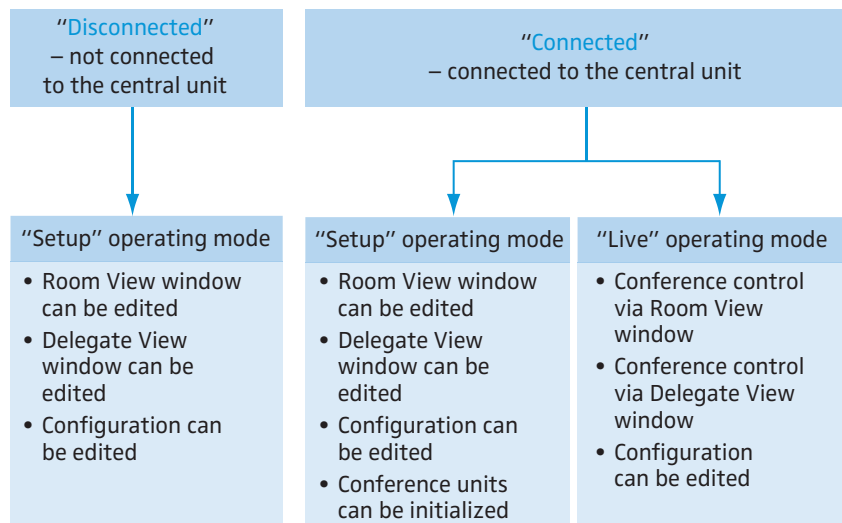 “Disconnected”
– not connected
to the central unit
“Connected”
– connected to the central unit
“Setup” operating mode
• Room View window
can be edited
• Delegate View
window can be
edited
• Configuration can
be edited
“Setup” operating mode
• Room View window
can be edited
• Delegate View
window can be
edited
• Configuration can
be edited
• Conference units
can be initialized
“Live” operating mode
• Conference control
via Room View
window
• Conference control
via Delegate View
window
• Configuration
can be edited